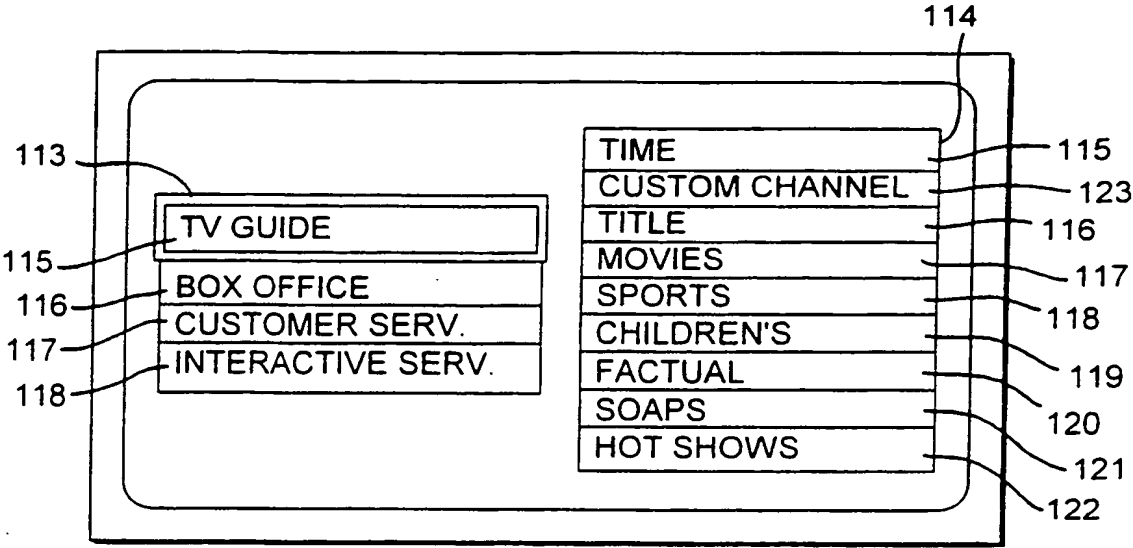 114
113
TV GUIDE
115
BOX OFFICE
116
CUSTOMER SERV.
117
INTERACTIVE SERV.
118
TIME
115
CUSTOM CHANNEL
123
TITLE
116
MOVIES
117
SPORTS
118
CHILDREN'S
119
FACTUAL
120
SOAPS
121
HOT SHOWS
122